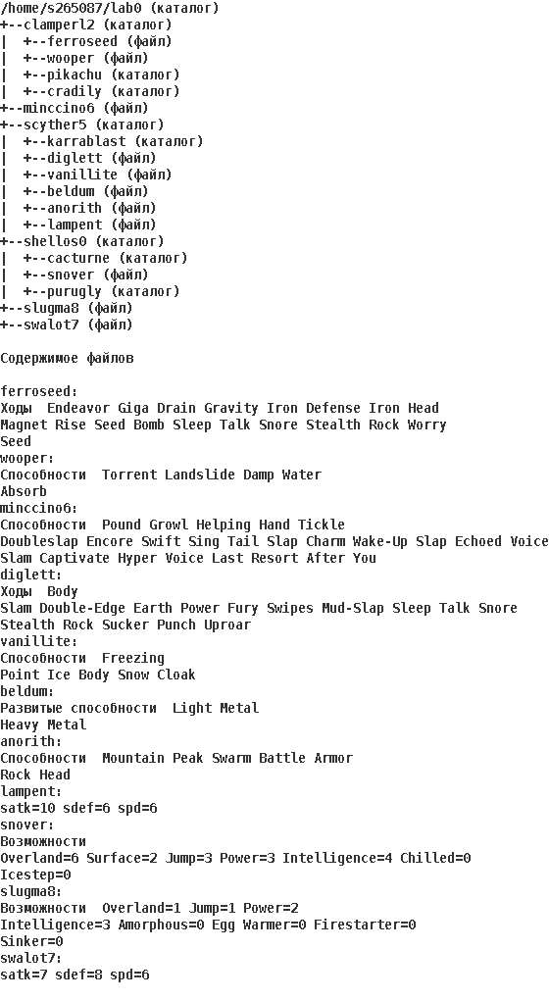 /home/s265087/lab0 (каталог)
+--clamperl2 (каталог)
|  +--ferroseed (файл)
|  +--wooper (файл)
|  +--pikachu (каталог)
|  +--cradily (каталог)
+--minccino6 (файл)
+--scyther5 (каталог)
|  +--karrablast (каталог)
|  +--diglett (файл)
|  +--vanillite (файл)
|  +--beldum (файл)
|  +--anorith (файл)
|  +--lampent (файл)
+--shellos0 (каталог)
|  +--cacturne (каталог)
|  +--snover (файл)
|  +--purugly (каталог)
+--slugma8 (файл)
+--swalot7 (файл)

Содержимое файлов

ferroseed:
Ходы  Endeavor Giga Drain Gravity Iron Defense Iron Head
Magnet Rise Seed Bomb Sleep Talk Snore Stealth Rock Worry
Seed
wooper:
Способности  Torrent Landslide Damp Water
Absorb
minccino6:
Способности  Pound Growl Helping Hand Tickle
Doubleslap Encore Swift Sing Tail Slap Charm Wake-Up Slap Echoed Voice
Slam Captivate Hyper Voice Last Resort After You
diglett:
Ходы  Body
Slam Double-Edge Earth Power Fury Swipes Mud-Slap Sleep Talk Snore
Stealth Rock Sucker Punch Uproar
vanillite:
Способности  Freezing
Point Ice Body Snow Cloak
beldum:
Развитые способности  Light Metal
Heavy Metal
anorith:
Способности  Mountain Peak Swarm Battle Armor
Rock Head
lampent:
satk=10 sdef=6 spd=6
snover:
Возможности
Overland=6 Surface=2 Jump=3 Power=3 Intelligence=4 Chilled=0
Icestep=0
slugma8:
Возможности  Overland=1 Jump=1 Power=2
Intelligence=3 Amorphous=0 Egg Warmer=0 Firestarter=0
Sinker=0
swalot7:
satk=7 sdef=8 spd=6